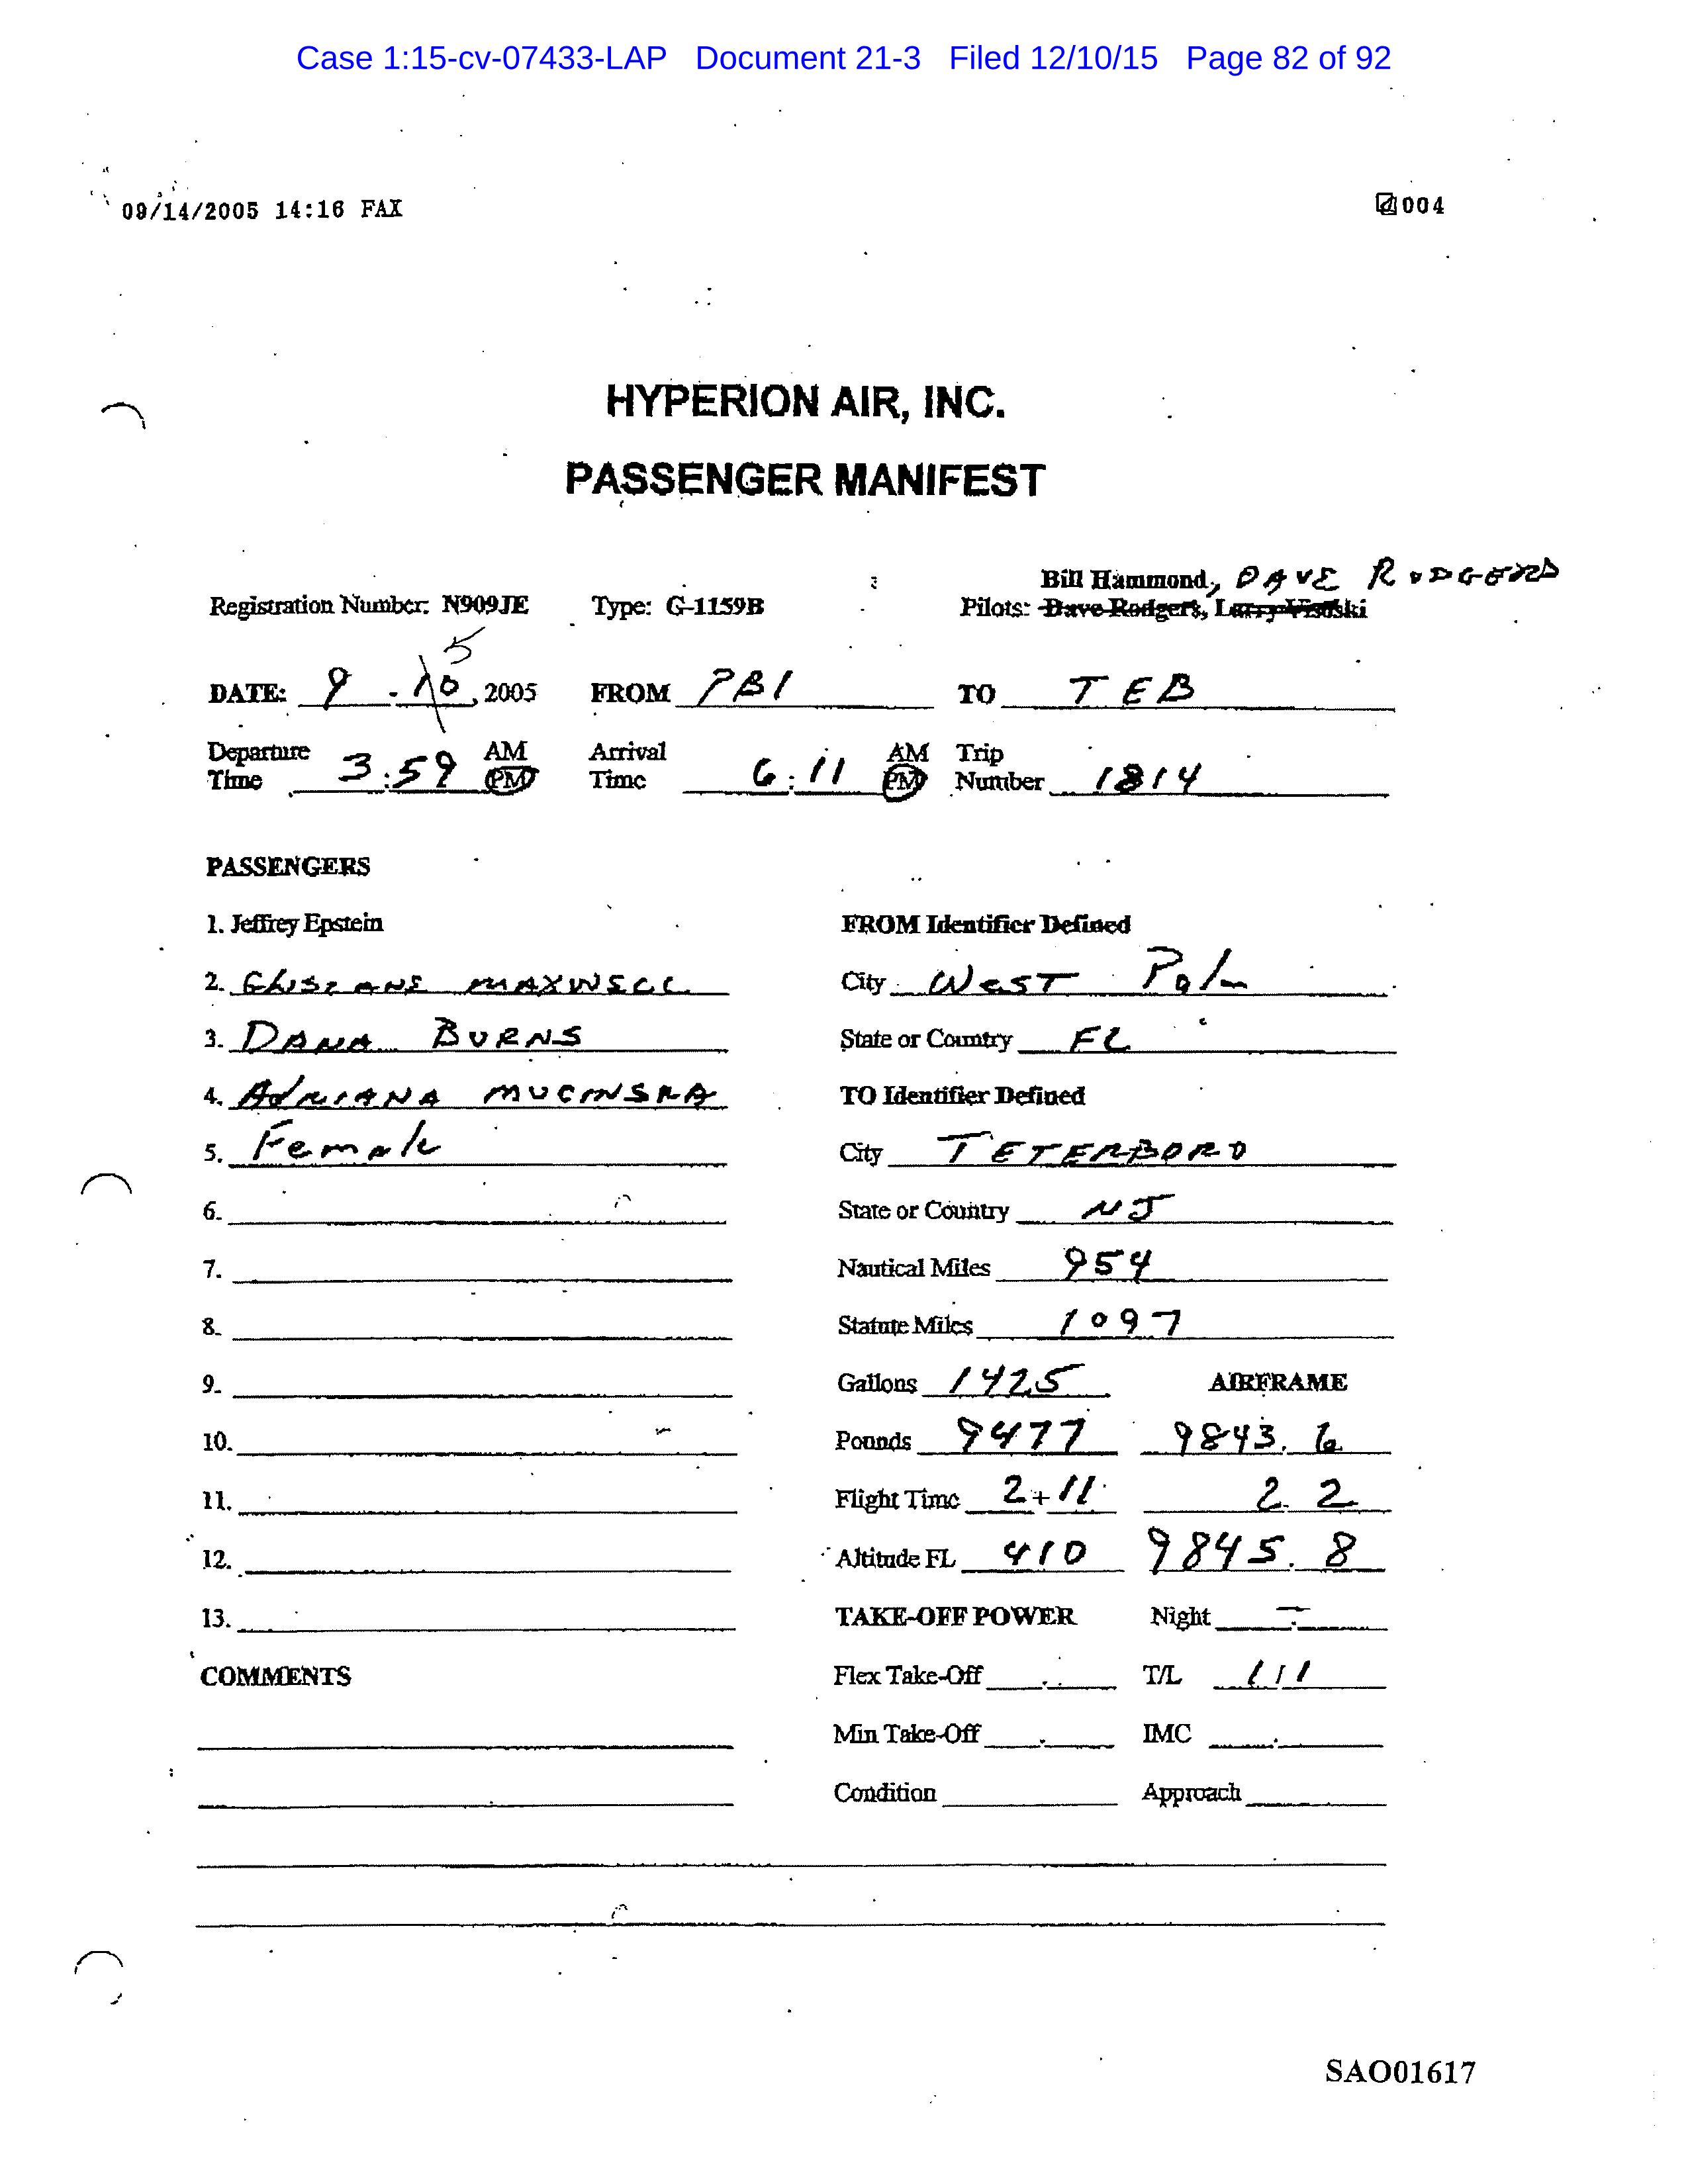 Case 1:15-cv-07433-LAP Document 21-3 Filed 12/10/15 Page 82 of 92
09/14/2005 14:16 FAX 004
HYPERION AIR, INC.
PASSENGER MANIFEST
Bill Hammond, DAVE RODGERS
Registration Number: N909JE Type: G-1159B Pilots: Dave Rodgers, Larry Visoski
5
DATE: 9 - 10, 2005 FROM PBI TO TEB
Departure Time 3:59 AM PM Arrival Time 6:11 AM PM Trip Number 1814
PASSENGERS
1. Jeffrey Epstein FROM Identifier Defined
2. GHISLANE MAXWELL City WEST Palm
3. DANA BURNS State or Country FL
4. ADRIANA MUCINSKA TO Identifier Defined
5. Female City TETERBORO
6. State or Country NJ
7. Nautical Miles 954
8. Statute Miles 1097
9. Gallons 1425 AIRFRAME
10. Pounds 9477 9843.6
11. Flight Time 2+11 2.2
12. Altitude FL 410 9845.8
13. TAKE-OFF POWER Night
COMMENTS Flex Take-Off T/L 1/1
Min Take-Off IMC
Condition Approach
SAO01617